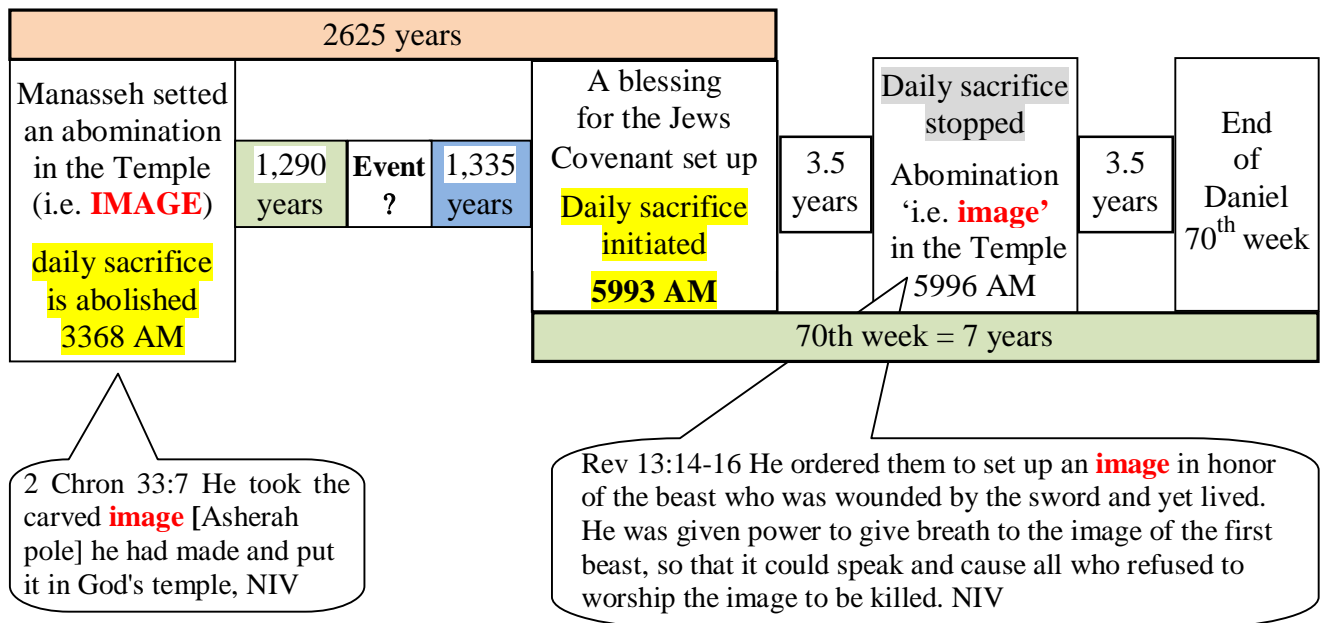 2625 years
Manasseh setted
an abomination
in the Temple
(i.e. IMAGE)
daily sacrifice
is abolished
3368 AM
1,290
years
Event
?
1,335
years
A blessing
for the Jews
Covenant set up
Daily sacrifice
initiated
5993 AM
3.5
years
Daily sacrifice
stopped
Abomination
‘i.e. image’
in the Temple
5996 AM
3.5
years
End
of
Daniel
70th week
70th week = 7 years
2 Chron 33:7 He took the
carved image [Asherah
pole] he had made and put
it in God's temple, NIV
Rev 13:14-16 He ordered them to set up an image in honor
of the beast who was wounded by the sword and yet lived.
He was given power to give breath to the image of the first
beast, so that it could speak and cause all who refused to
worship the image to be killed. NIV